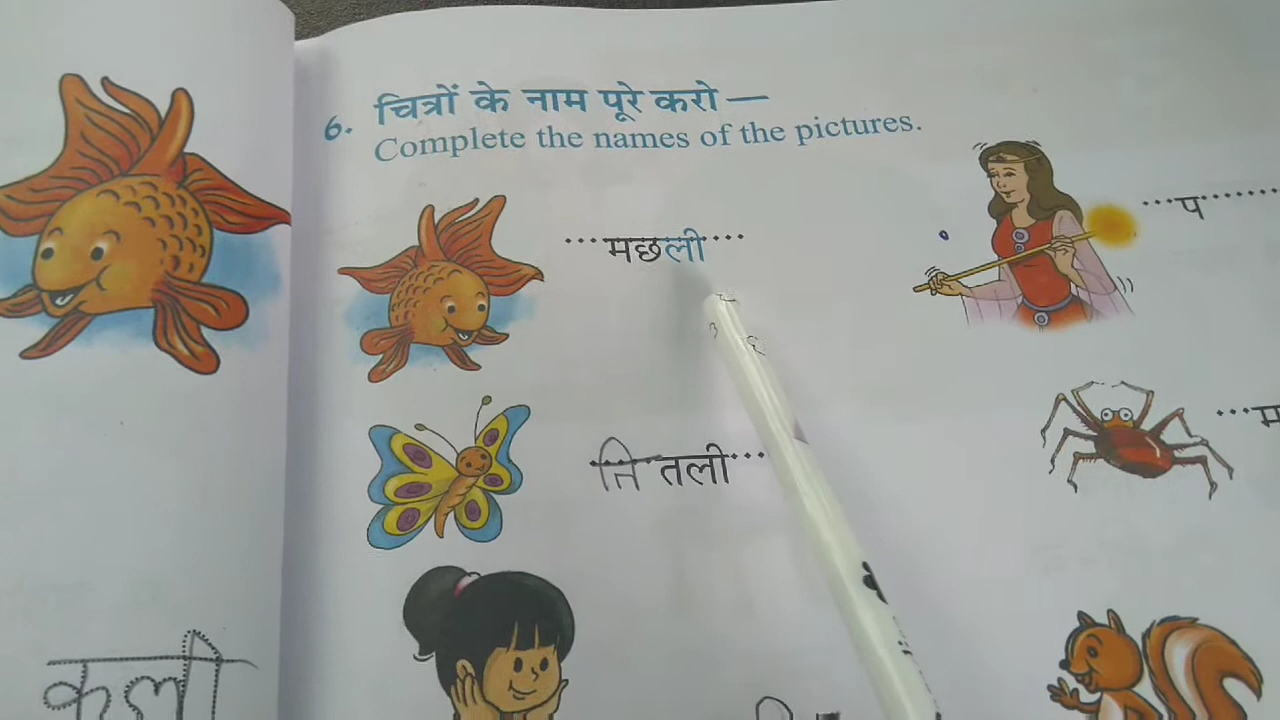 6. चित्रों के नाम पूरे करो —
Complete the names of the pictures.
...मछली...
...प.......
तितली...
...म
कली